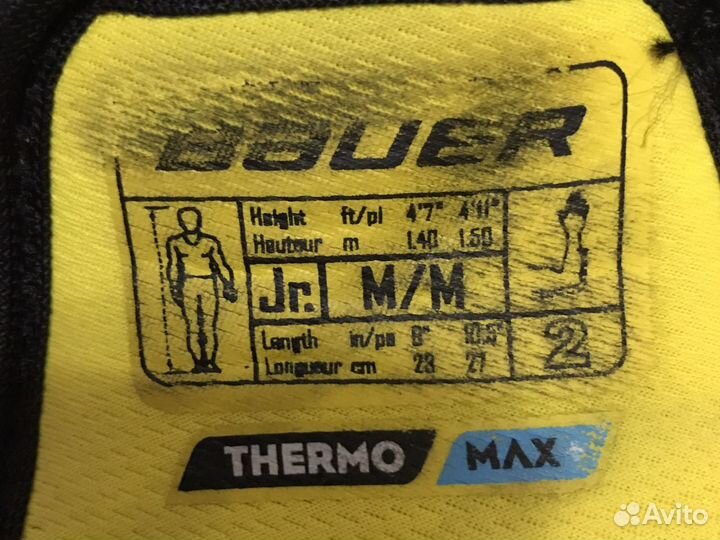 BAUER
Height ft/pi 4'7" 4'11"
Hauteur m 1.40 1.50
Jr. M/M
Length in/po 9" 10.5"
Longueur cm 23 27
2
THERMO MAX
Avito